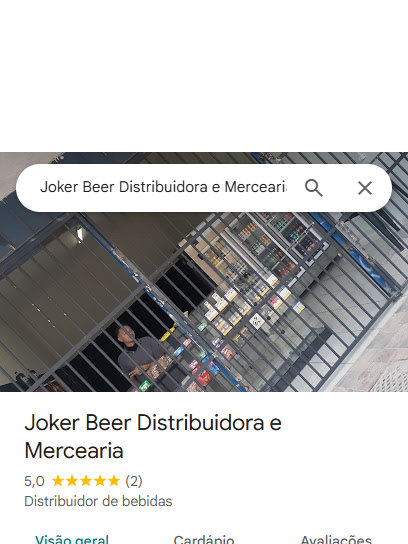 Joker Beer Distribuidora e Mercearia
Joker Beer Distribuidora e
Mercearia
5,0 ★★★★★ (2)
Distribuidor de bebidas
Visão geral Cardápio Avaliações